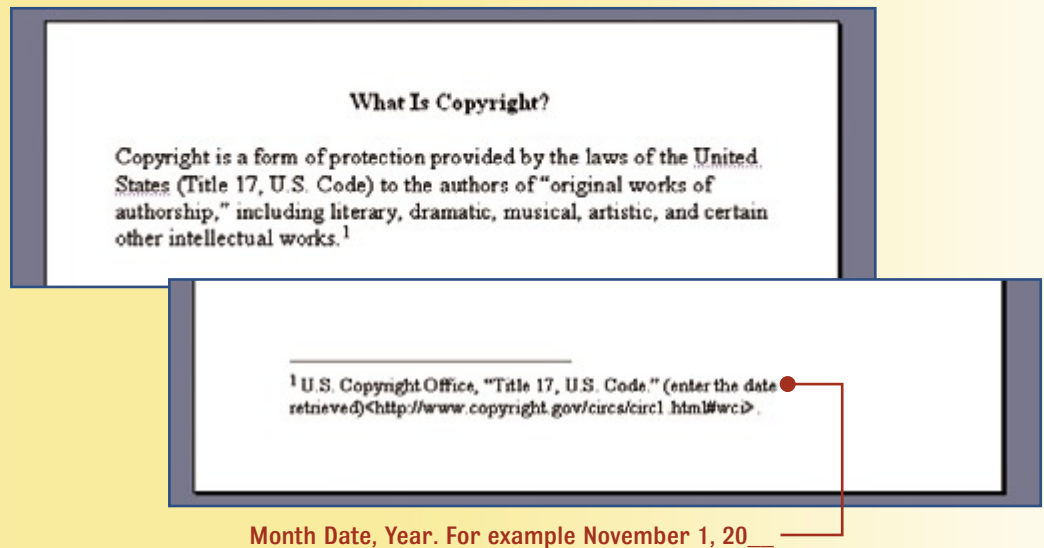 What Is Copyright?
Copyright is a form of protection provided by the laws of the United
States (Title 17, U.S. Code) to the authors of “original works of
authorship,” including literary, dramatic, musical, artistic, and certain
other intellectual works.1
1 U.S. Copyright Office, “Title 17, U.S. Code.” (enter the date
retrieved)<http://www.copyright.gov/circs/circ1.html#wci>.
Month Date, Year. For example November 1, 20__